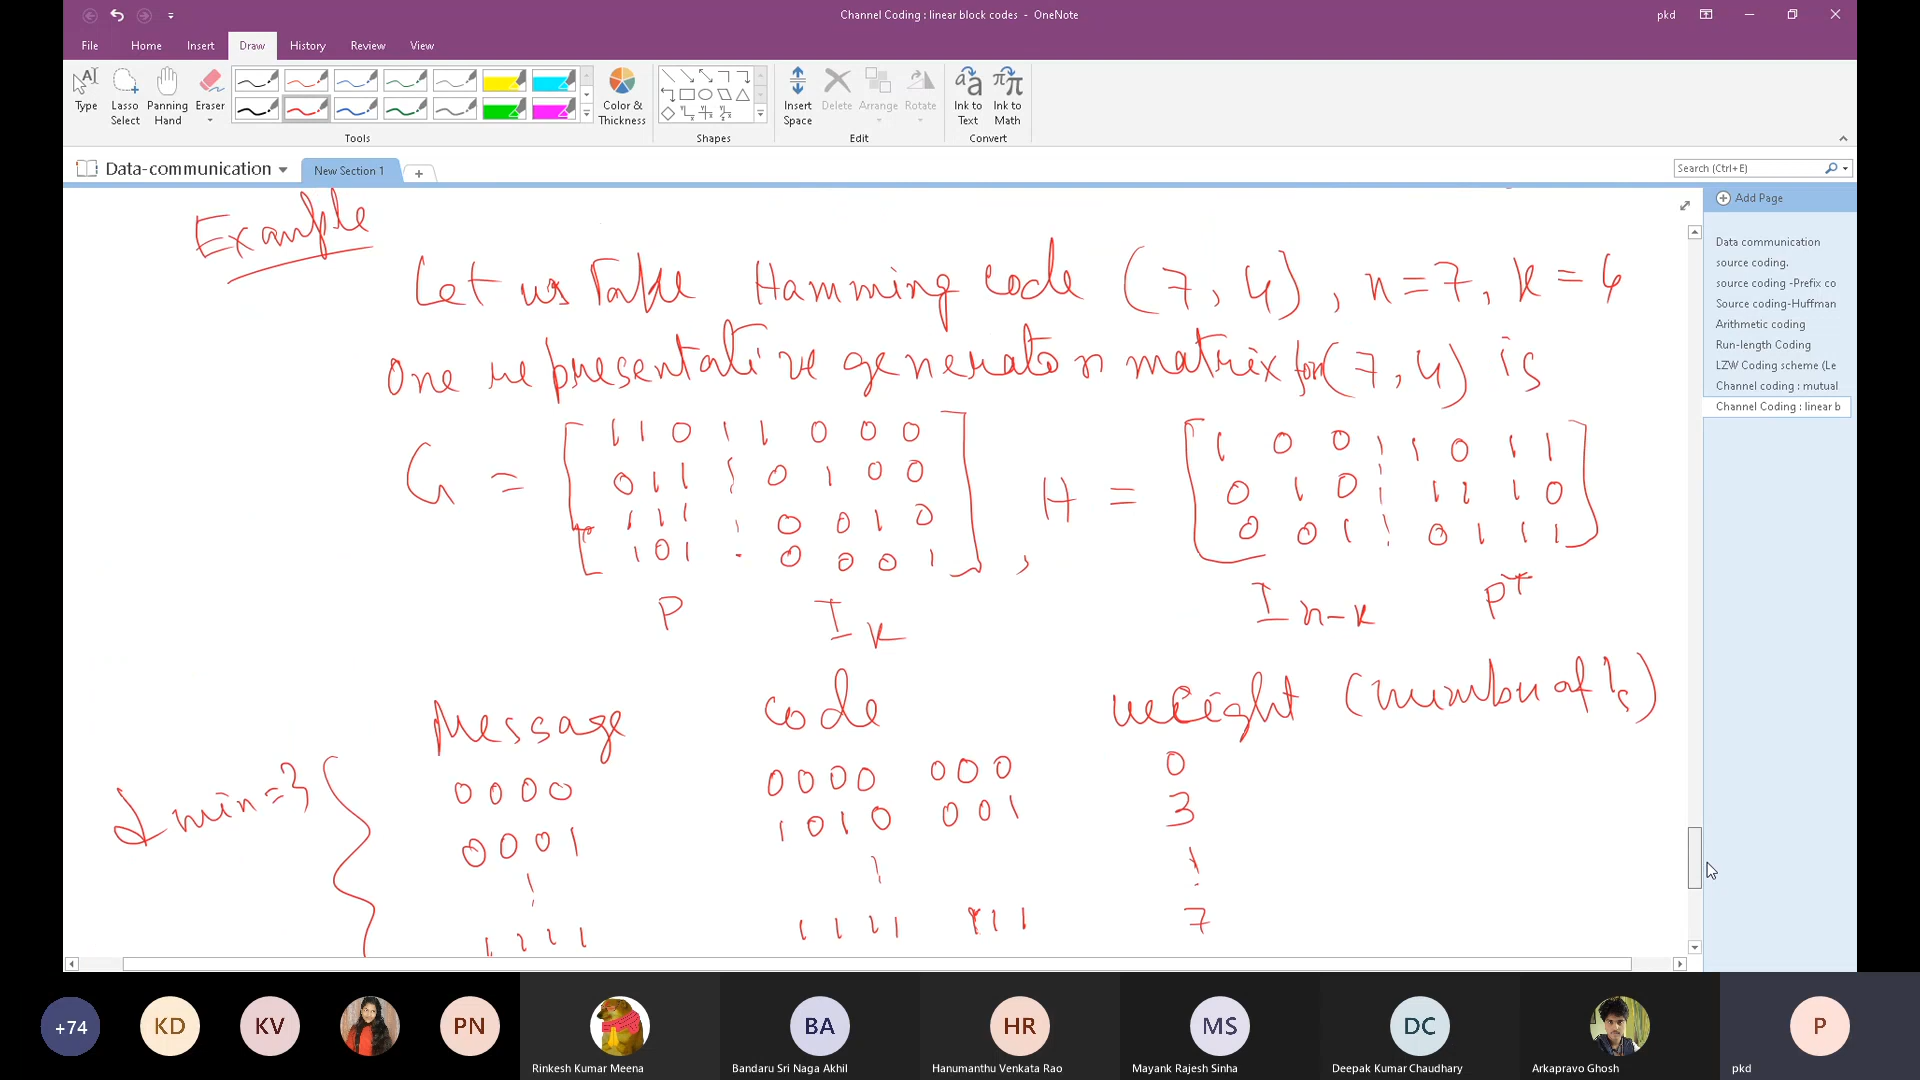 Channel Coding : linear block codes - OneNote
pkd
File Home Insert Draw History Review View
Type
Lasso Select
Panning Hand
Eraser
Color & Thickness
Insert Space
Delete
Arrange
Rotate
Ink to Text
Ink to Math
Tools
Shapes
Edit
Convert
Data-communication
New Section 1
Search (Ctrl+E)
Add Page
Data communication
source coding.
source coding -Prefix co
Source coding-Huffman
Arithmetic coding
Run-length Coding
LZW Coding scheme (Le
Channel coding : mutual
Channel Coding : linear b
Example
Let us Take Hamming code (7, 4), n=7, k=4
One representative generator matrix for (7, 4) is
G = [ 1 1 0 ¦ 1 0 0 0
0 1 1 ¦ 0 1 0 0
1 1 1 ¦ 0 0 1 0
1 0 1 ¦ 0 0 0 1 ] ,
P I k
H = [ 1 0 0 ¦ 1 0 1 1
0 1 0 ¦ 1 1 1 0
0 0 1 ¦ 0 1 1 1 ]
I n-k P^T
Message code weight (number of 1s)
d min = 3
0000 0000 000 0
0001 1010 001 3
1111 1111 111 7
+74
KD
KV
PN
BA
HR
MS
DC
P
Rinkesh Kumar Meena
Bandaru Sri Naga Akhil
Hanumanthu Venkata Rao
Mayank Rajesh Sinha
Deepak Kumar Chaudhary
Arkapravo Ghosh
pkd